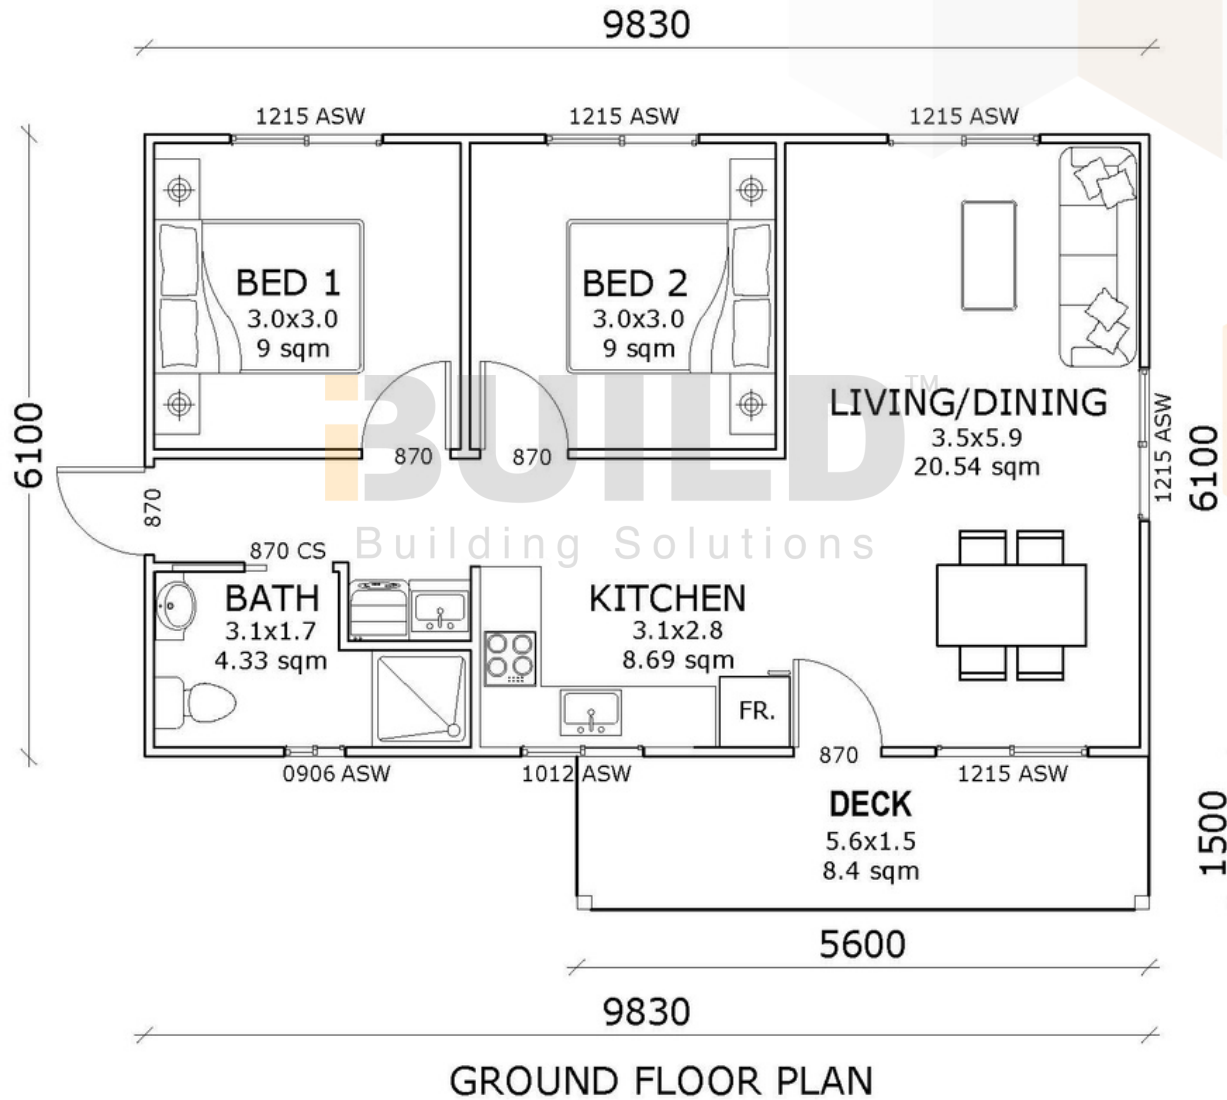 9830
1215 ASW
1215 ASW
1215 ASW
BED 1
3.0x3.0
9 sqm
BED 2
3.0x3.0
9 sqm
iBUILD™
Building Solutions
LIVING/DINING
3.5x5.9
20.54 sqm
6100
870
870
870
1215 ASW
6100
870 CS
BATH
3.1x1.7
4.33 sqm
KITCHEN
3.1x2.8
8.69 sqm
FR.
870
0906 ASW
1012 ASW
1215 ASW
DECK
5.6x1.5
8.4 sqm
1500
5600
9830
GROUND FLOOR PLAN